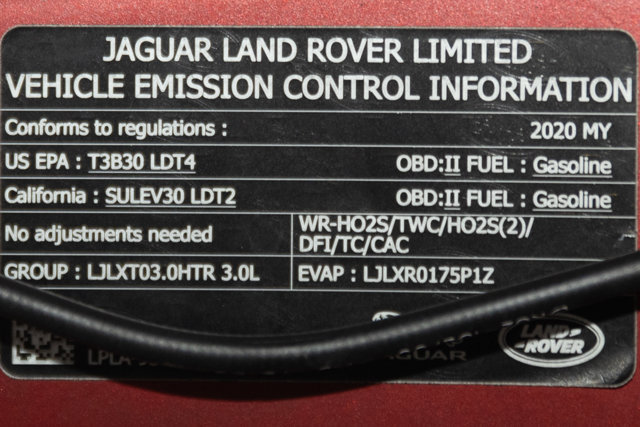 JAGUAR LAND ROVER LIMITED
VEHICLE EMISSION CONTROL INFORMATION
Conforms to regulations : 2020 MY
US EPA : T3B30 LDT4 OBD:II FUEL : Gasoline
California : SULEV30 LDT2 OBD:II FUEL : Gasoline
No adjustments needed
WR-HO2S/TWC/HO2S(2)/
DFI/TC/CAC
GROUP : LJLXT03.0HTR 3.0L EVAP : LJLXR0175P1Z
LPLA
JAGUAR
LAND-
-ROVER